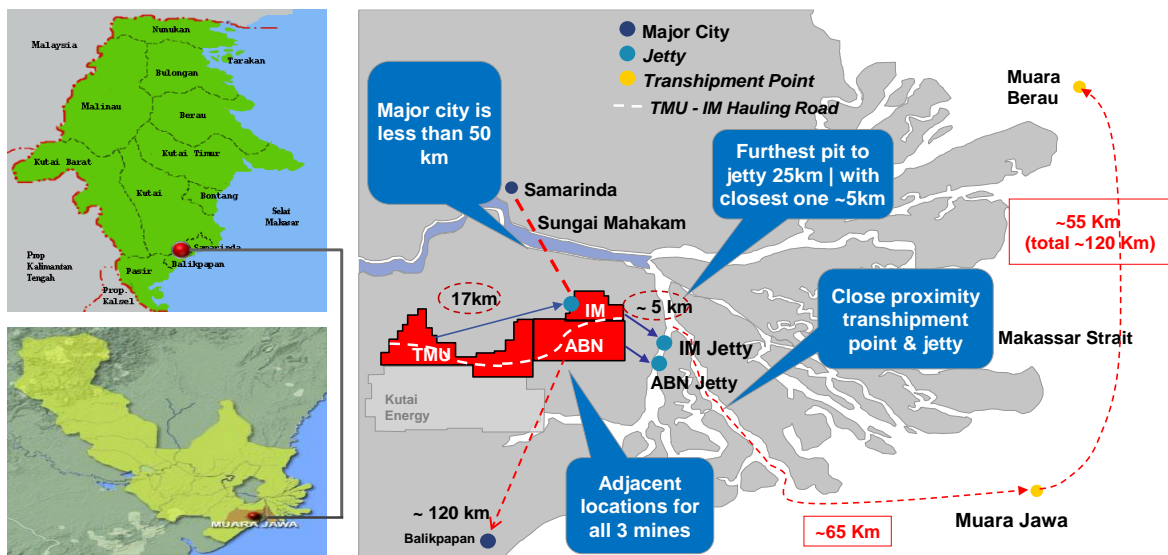 Malaysia
Nunukan
Tarakan
Bulongan
Malinau
Berau
Kutai Timur
Kutai Barat
Kutai
Bontang
Selat
Makasar
Samarinda
Balikpapan
Prop
Kalimantan
Tengah
Pasir
Prop.
Kalsel
MUARA JAWA
Major City
Jetty
Transhipment Point
TMU - IM Hauling Road
Major city is
less than 50
km
Samarinda
Sungai Mahakam
Furthest pit to
jetty 25km | with
closest one ~5km
Muara
Berau
~55 Km
(total ~120 Km)
17km
~ 5 km
IM
TMU
ABN
IM Jetty
ABN Jetty
Close proximity
transhipment
point & jetty
Makassar Strait
Kutai
Energy
Adjacent
locations for
all 3 mines
~ 120 km
Balikpapan
~65 Km
Muara Jawa